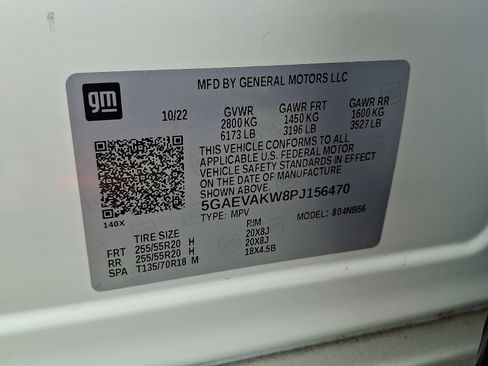 gm
MFD BY GENERAL MOTORS LLC
10/22 GVWR GAWR FRT GAWR RR
2800 KG 1450 KG 1600 KG
6173 LB 3196 LB 3527 LB
THIS VEHICLE CONFORMS TO ALL
APPLICABLE U.S. FEDERAL MOTOR
VEHICLE SAFETY STANDARDS IN EFFECT
ON THE DATE OF MANUFACTURE
SHOWN ABOVE.
5GAEVAKW8PJ156470
140X TYPE: MPV MODEL: 804NB56
TIRE SIZE RIM
FRT 255/55R20 H 20X8J
RR 255/55R20 H 20X8J
SPA T135/70R18 M 18X4.5B